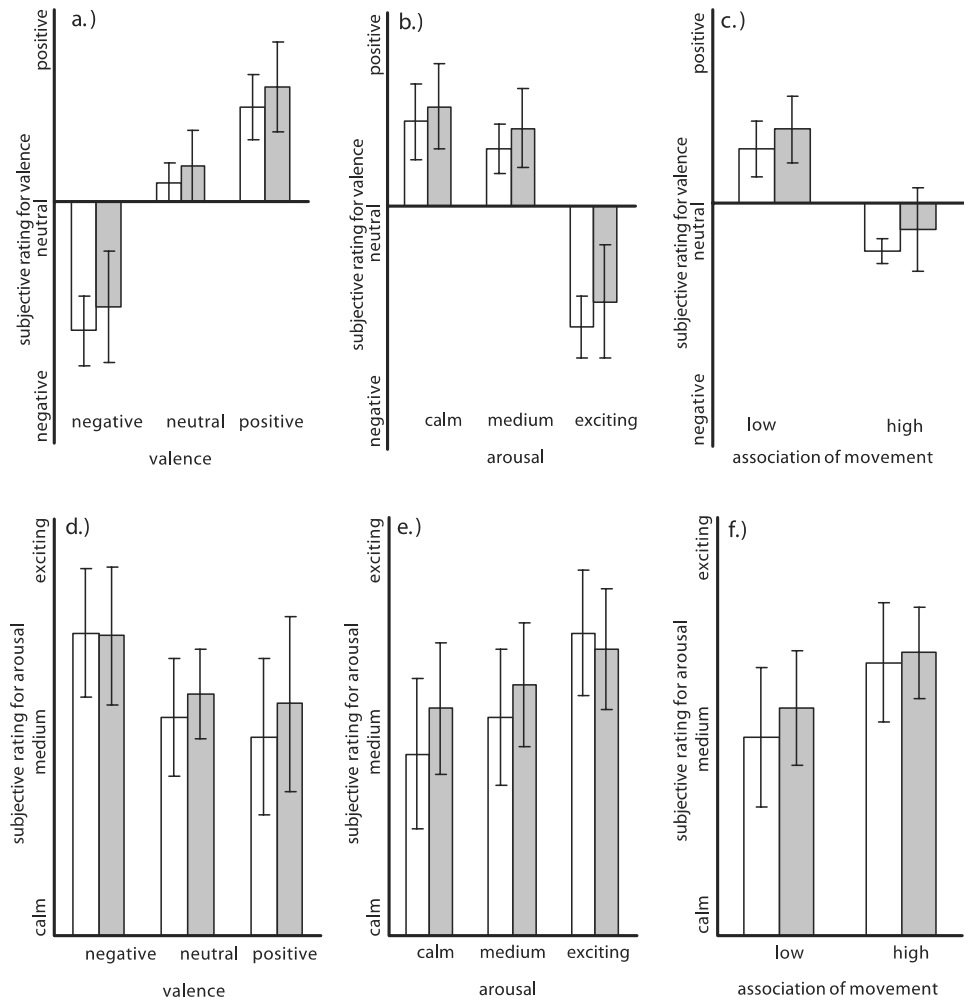 a.)
positive
neutral
negative
subjective rating for valence
negative neutral positive
valence
b.)
positive
neutral
negative
subjective rating for valence
calm medium exciting
arousal
c.)
positive
neutral
negative
subjective rating for valence
low high
association of movement
d.)
exciting
medium
calm
subjective rating for arousal
negative neutral positive
valence
e.)
exciting
medium
calm
subjective rating for arousal
calm medium exciting
arousal
f.)
exciting
medium
calm
subjective rating for arousal
low high
association of movement